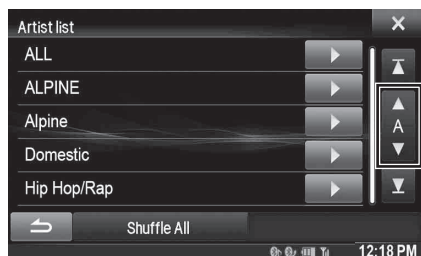 Artist list
ALL
ALPINE
Alpine
A
Domestic
Hip Hop/Rap
Shuffle All
12:18 PM